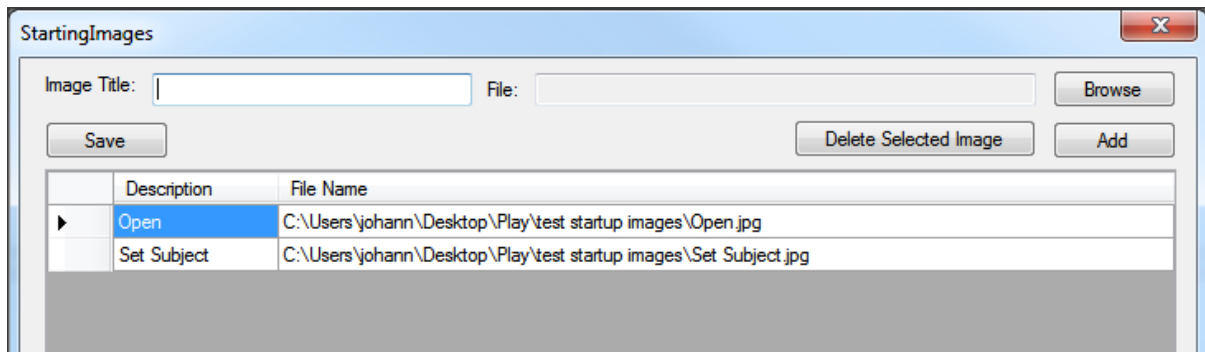 StartingImages
Image Title: File: Browse
Save Delete Selected Image Add
Description File Name
Open C:\Users\johann\Desktop\Play\test startup images\Open.jpg
Set Subject C:\Users\johann\Desktop\Play\test startup images\Set Subject.jpg